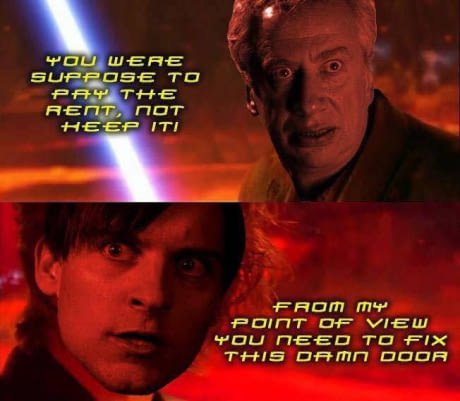 YOU WERE
SUPPOSE TO
PAY THE
RENT, NOT
KEEP IT!
FROM MY
POINT OF VIEW
YOU NEED TO FIX
THIS DAMN DOOR